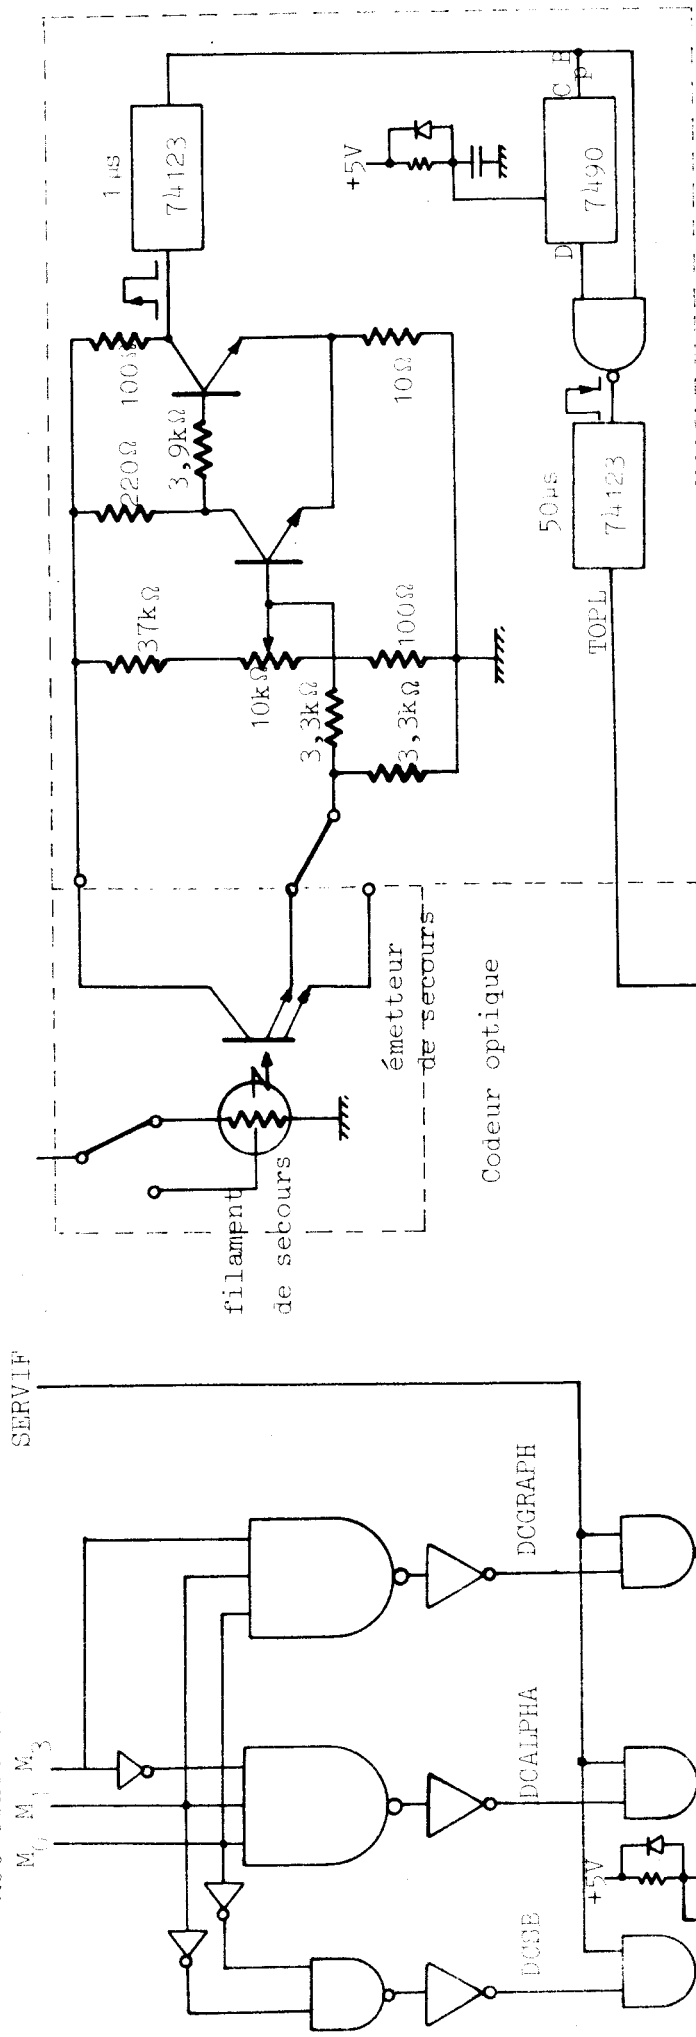 SERVIF
M₀ M₁ M₃
DCSB
DCALPHA
DCGRAPH
+5V
filament
de secours
émetteur
de secours
Codeur optique
37kΩ
10kΩ
100Ω
3,3kΩ
3,3kΩ
220Ω
3,9kΩ
100Ω
10Ω
1µs
74123
+5V
7490
D
Cp
B
50µs
74123
TOPL